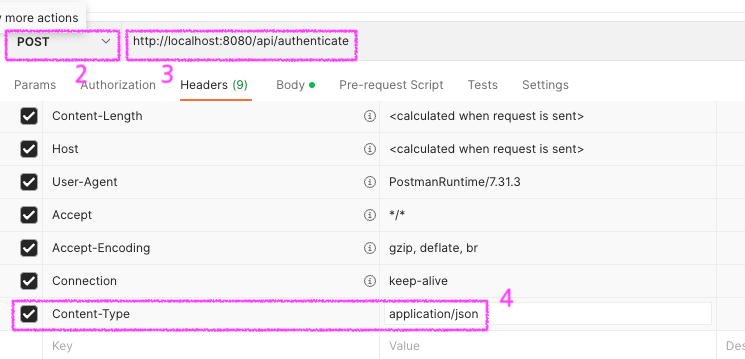 more actions
POST http://localhost:8080/api/authenticate
2 3
Params Authorization Headers (9) Body Pre-request Script Tests Settings
Content-Length <calculated when request is sent>
Host <calculated when request is sent>
User-Agent PostmanRuntime/7.31.3
Accept */*
Accept-Encoding gzip, deflate, br
Connection keep-alive
4
Content-Type application/json
Key Value Des